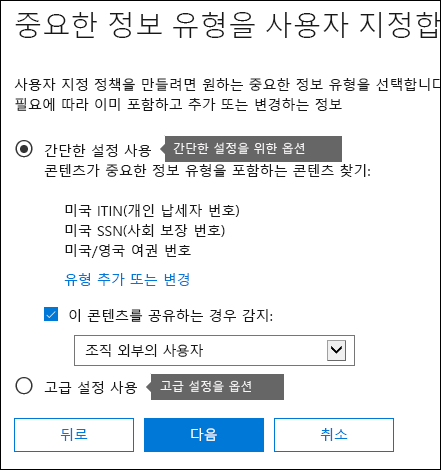 중요한 정보 유형을 사용자 지정합
사용자 지정 정책을 만들려면 원하는 중요한 정보 유형을 선택합니다
필요에 따라 이미 포함하고 추가 또는 변경하는 정보
간단한 설정 사용 간단한 설정을 위한 옵션
콘텐츠가 중요한 정보 유형을 포함하는 콘텐츠 찾기:
미국 ITIN(개인 납세자 번호)
미국 SSN(사회 보장 번호)
미국/영국 여권 번호
유형 추가 또는 변경
이 콘텐츠를 공유하는 경우 감지:
조직 외부의 사용자
고급 설정 사용 고급 설정을 옵션
뒤로 다음 취소